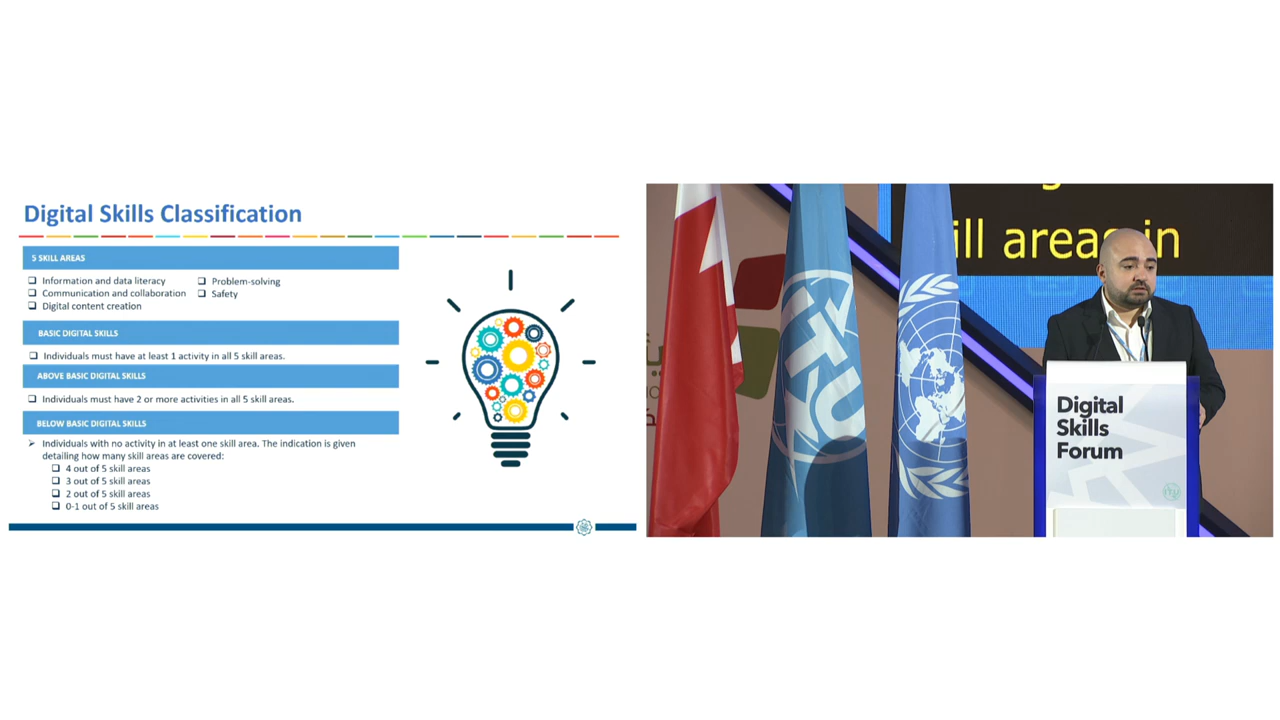 Digital Skills Classification
5 SKILL AREAS
Information and data literacy
Communication and collaboration
Digital content creation
Problem-solving
Safety
BASIC DIGITAL SKILLS
Individuals must have at least 1 activity in all 5 skill areas.
ABOVE BASIC DIGITAL SKILLS
Individuals must have 2 or more activities in all 5 skill areas.
BELOW BASIC DIGITAL SKILLS
Individuals with no activity in at least one skill area. The indication is given
detailing how many skill areas are covered:
4 out of 5 skill areas
3 out of 5 skill areas
2 out of 5 skill areas
0-1 out of 5 skill areas
ill areas in
ITU
Digital
Skills
Forum